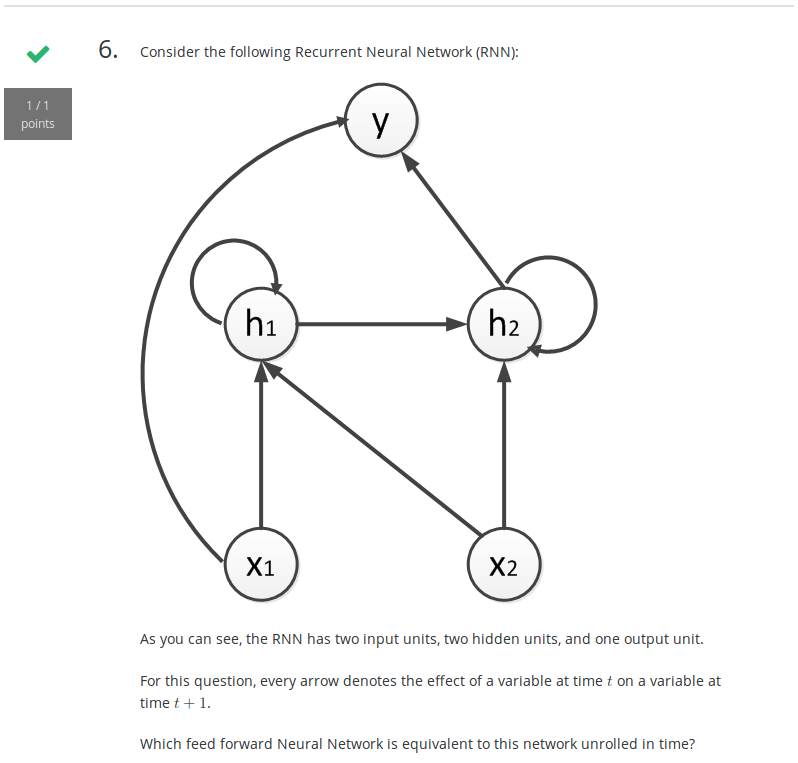 6. Consider the following Recurrent Neural Network (RNN):
1 / 1
points
y
h1
h2
x1
x2
As you can see, the RNN has two input units, two hidden units, and one output unit.
For this question, every arrow denotes the effect of a variable at time t on a variable at
time t + 1.
Which feed forward Neural Network is equivalent to this network unrolled in time?